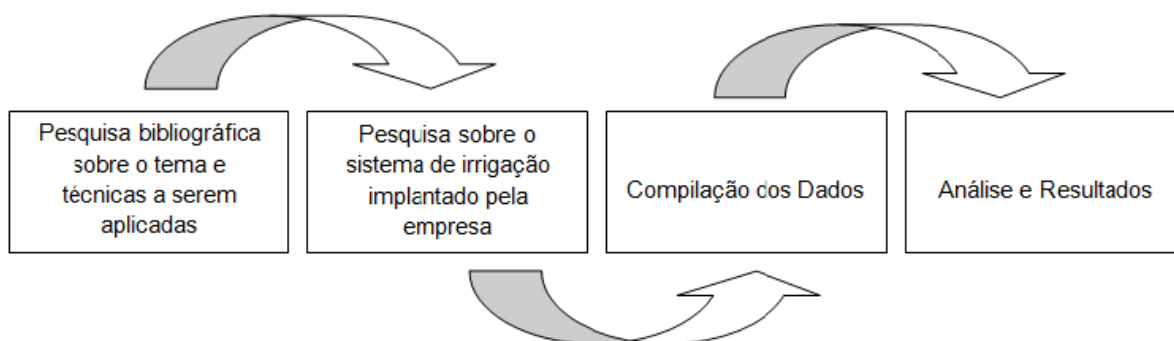 Pesquisa bibliográfica
sobre o tema e
técnicas a serem
aplicadas
Pesquisa sobre o
sistema de irrigação
implantado pela
empresa
Compilação dos Dados
Análise e Resultados